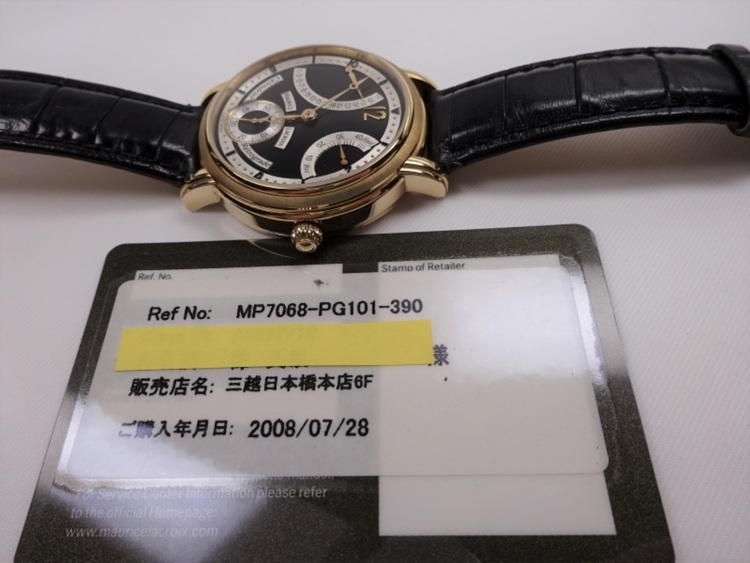 12
2
Ref. No.
Stamp of Retailer
Ref No: MP7068-PG101-390
様
販売店名: 三越日本橋本店6F
ご購入年月日: 2008/07/28
For Service Center Information please refer
to the official Homepage:
www.mauricelacroix.com